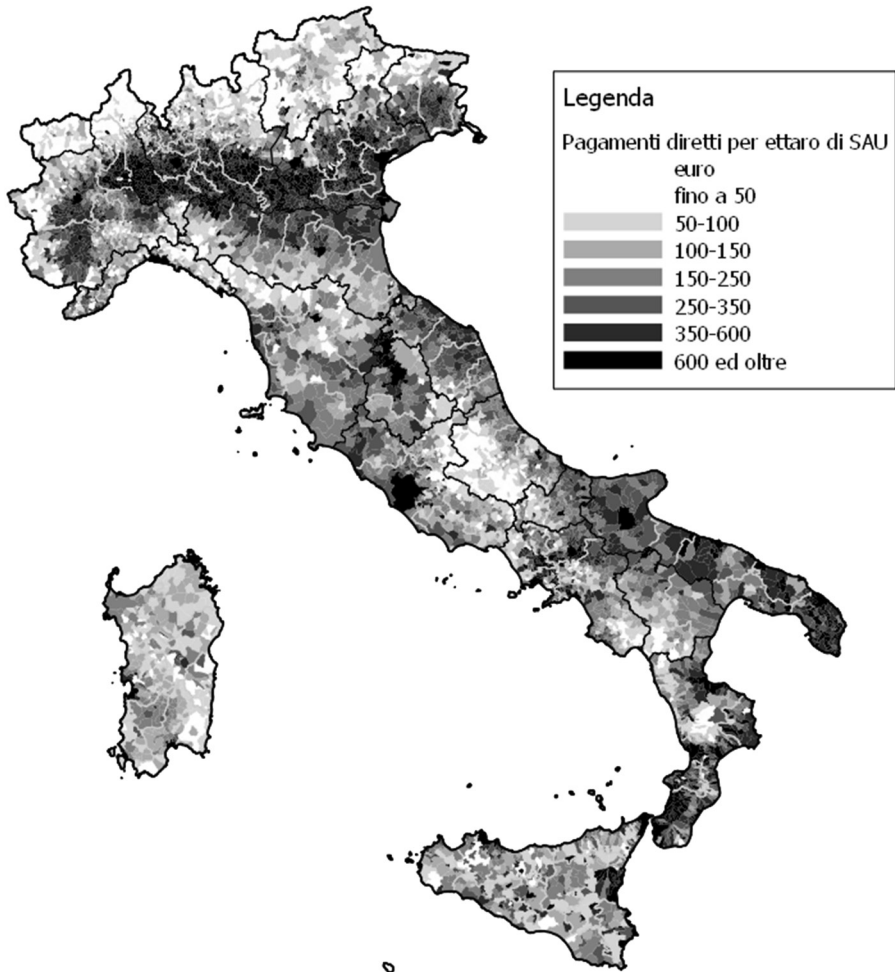 Legenda
Pagamenti diretti per ettaro di SAU
euro
fino a 50
50-100
100-150
150-250
250-350
350-600
600 ed oltre